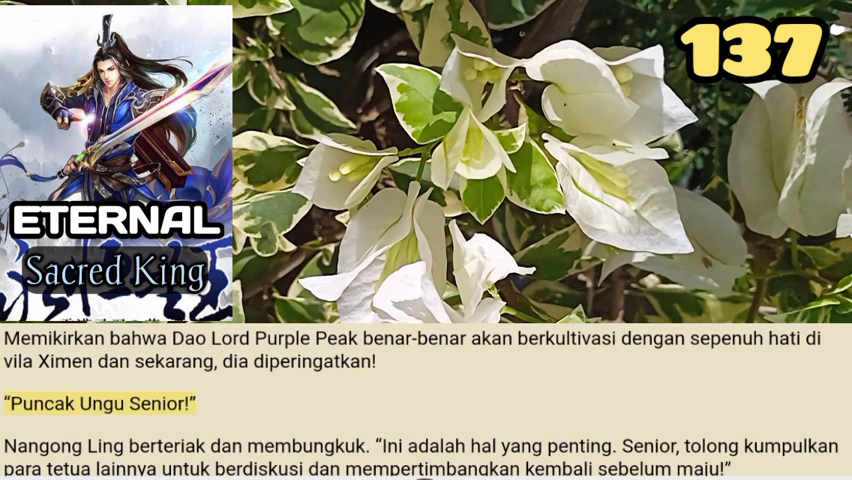 137
ETERNAL
Sacred King
Memikirkan bahwa Dao Lord Purple Peak benar-benar akan berkultivasi dengan sepenuh hati di
vila Ximen dan sekarang, dia diperingatkan!
“Puncak Ungu Senior!”
Nangong Ling berteriak dan membungkuk. “Ini adalah hal yang penting. Senior, tolong kumpulkan
para tetua lainnya untuk berdiskusi dan mempertimbangkan kembali sebelum maju!”